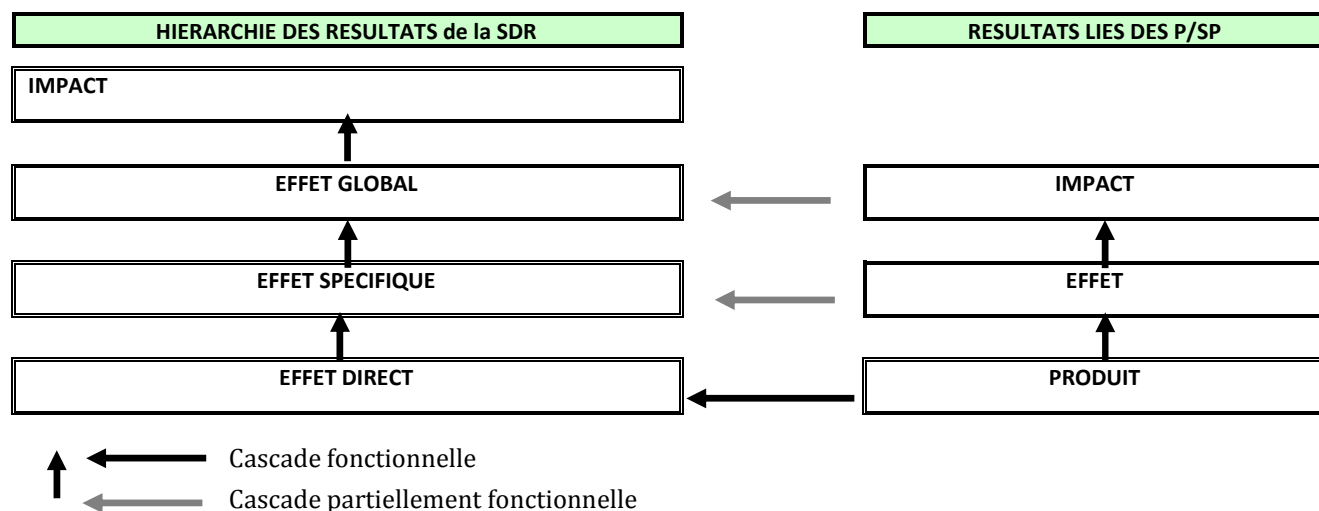 HIERARCHIE DES RESULTATS de la SDR
RESULTATS LIES DES P/SP
IMPACT
EFFET GLOBAL
IMPACT
EFFET SPECIFIQUE
EFFET
EFFET DIRECT
PRODUIT
Cascade fonctionnelle
Cascade partiellement fonctionnelle